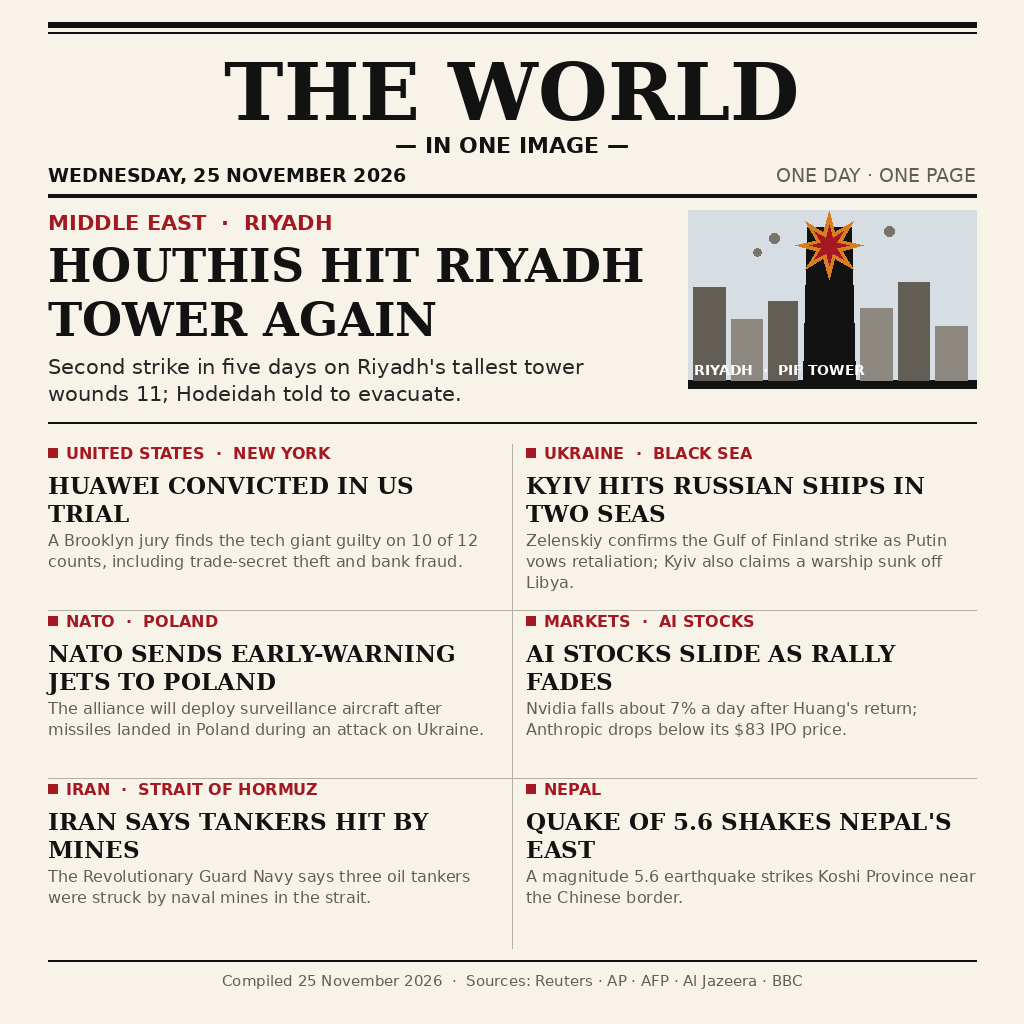 THE WORLD
— IN ONE IMAGE —
WEDNESDAY, 25 NOVEMBER 2026
ONE DAY · ONE PAGE
MIDDLE EAST · RIYADH
HOUTHIS HIT RIYADH
TOWER AGAIN
Second strike in five days on Riyadh's tallest tower
wounds 11; Hodeidah told to evacuate.
RIYADH · PIF TOWER
UNITED STATES · NEW YORK
HUAWEI CONVICTED IN US
TRIAL
A Brooklyn jury finds the tech giant guilty on 10 of 12
counts, including trade-secret theft and bank fraud.
UKRAINE · BLACK SEA
KYIV HITS RUSSIAN SHIPS IN
TWO SEAS
Zelenskiy confirms the Gulf of Finland strike as Putin
vows retaliation; Kyiv also claims a warship sunk off
Libya.
NATO · POLAND
NATO SENDS EARLY-WARNING
JETS TO POLAND
The alliance will deploy surveillance aircraft after
missiles landed in Poland during an attack on Ukraine.
MARKETS · AI STOCKS
AI STOCKS SLIDE AS RALLY
FADES
Nvidia falls about 7% a day after Huang's return;
Anthropic drops below its $83 IPO price.
IRAN · STRAIT OF HORMUZ
IRAN SAYS TANKERS HIT BY
MINES
The Revolutionary Guard Navy says three oil tankers
were struck by naval mines in the strait.
NEPAL
QUAKE OF 5.6 SHAKES NEPAL'S
EAST
A magnitude 5.6 earthquake strikes Koshi Province near
the Chinese border.
Compiled 25 November 2026 · Sources: Reuters · AP · AFP · Al Jazeera · BBC